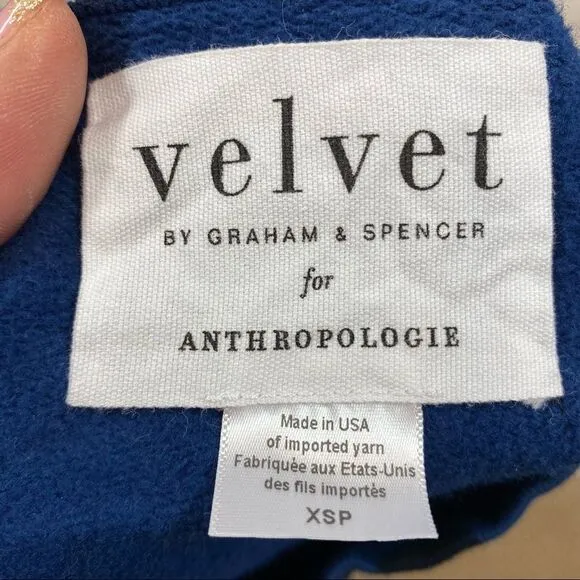 velvet
BY GRAHAM & SPENCER
for
ANTHROPOLOGIE
Made in USA
of imported yarn
Fabriquée aux Etats-Unis
des fils importés
XSP